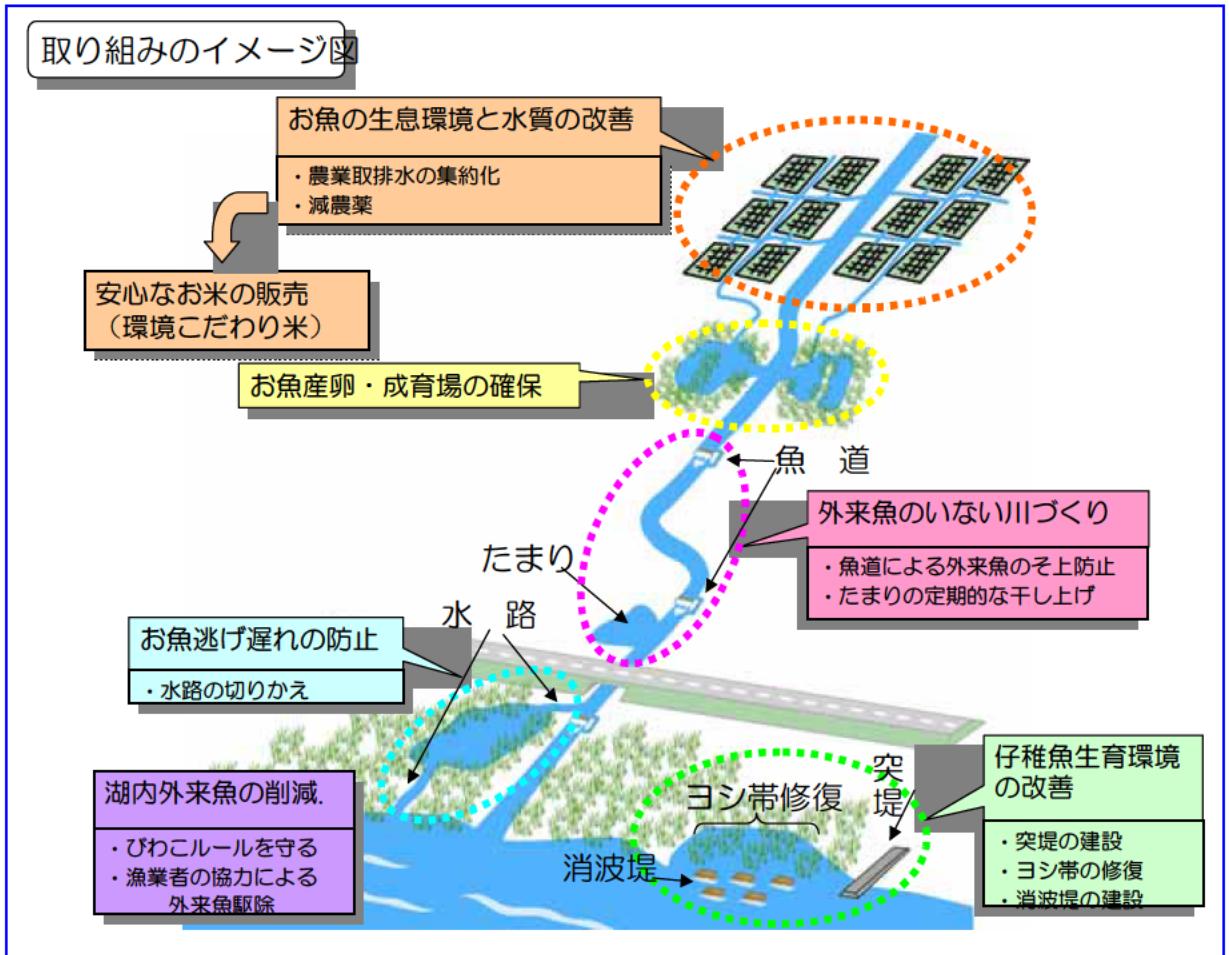 取り組みのイメージ図
お魚の生息環境と水質の改善
・農業取排水の集約化
・減農薬
安心なお米の販売
（環境こだわり米）
お魚産卵・成育場の確保
魚　道
外来魚のいない川づくり
・魚道による外来魚のそ上防止
・たまりの定期的な干し上げ
たまり
水　路
お魚逃げ遅れの防止
・水路の切りかえ
湖内外来魚の削減.
・びわこルールを守る
・漁業者の協力による
外来魚駆除
ヨシ帯修復
消波堤
突堤
仔稚魚生育環境
の改善
・突堤の建設
・ヨシ帯の修復
・消波堤の建設